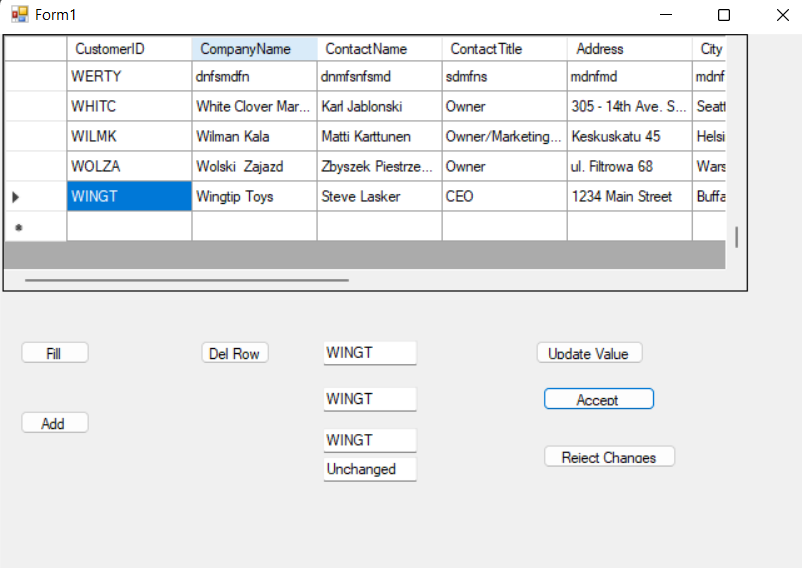 Form1
CustomerID CompanyName ContactName ContactTitle Address City
WERTY dnfsmdfn dnmfsnfsmd sdmfns mdnfmd mdnf
WHITC White Clover Mar... Karl Jablonski Owner 305 - 14th Ave. S... Seatt
WILMK Wilman Kala Matti Karttunen Owner/Marketing... Keskuskatu 45 Helsi
WOLZA Wolski Zajazd Zbyszek Piestrze... Owner ul. Filtrowa 68 Wars
WINGT Wingtip Toys Steve Lasker CEO 1234 Main Street Buffa
Fill Del Row WINGT Update Value
WINGT Accept
Add
WINGT
Reject Changes
Unchanged